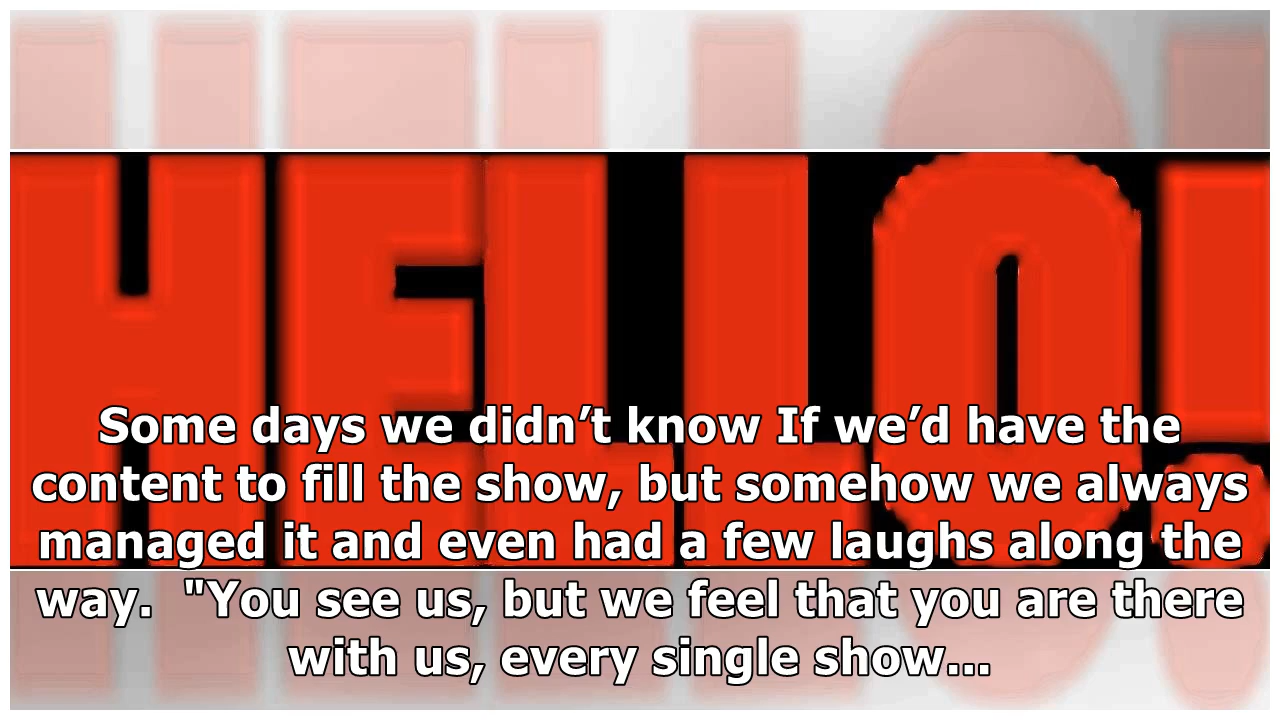 HELLO!
Some days we didn’t know If we’d have the
content to fill the show, but somehow we always
managed it and even had a few laughs along the
way.  "You see us, but we feel that you are there
with us, every single show...